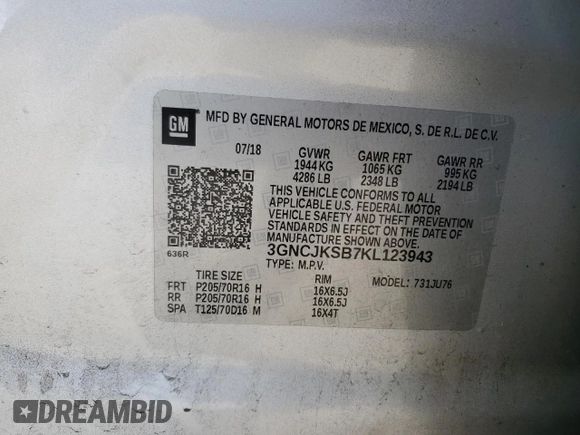 GM
MFD BY GENERAL MOTORS DE MEXICO, S. DE R.L. DE C.V.
07/18 GVWR GAWR FRT GAWR RR
1944 KG 1065 KG 995 KG
4286 LB 2348 LB 2194 LB
THIS VEHICLE CONFORMS TO ALL
APPLICABLE U.S. FEDERAL MOTOR
VEHICLE SAFETY AND THEFT PREVENTION
STANDARDS IN EFFECT ON THE DATE OF
MANUFACTURE SHOWN ABOVE.
636R 3GNCJKSB7KL123943
TYPE: M.P.V. MODEL: 731JU76
TIRE SIZE RIM
FRT P205/70R16 H 16X6.5J
RR P205/70R16 H 16X6.5J
SPA T125/70D16 M 16X4T
DREAMBID